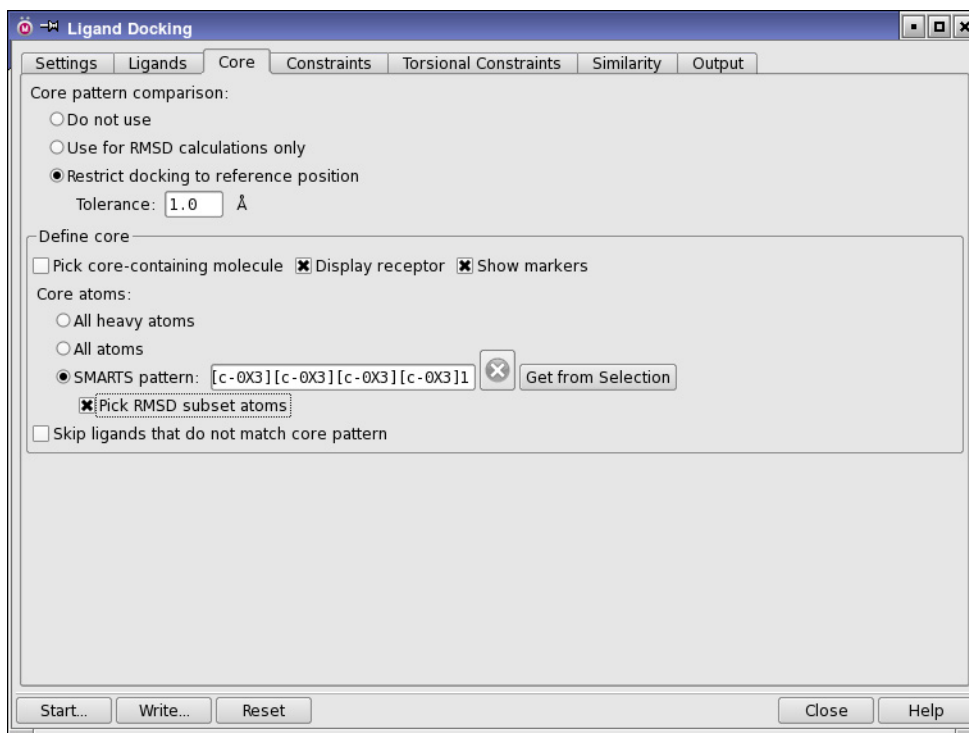 Ligand Docking
Settings Ligands Core Constraints Torsional Constraints Similarity Output
Core pattern comparison:
Do not use
Use for RMSD calculations only
Restrict docking to reference position
Tolerance: 1.0 Å
Define core
Pick core-containing molecule Display receptor Show markers
Core atoms:
All heavy atoms
All atoms
SMARTS pattern: [c-0X3][c-0X3][c-0X3][c-0X3]1 Get from Selection
Pick RMSD subset atoms
Skip ligands that do not match core pattern
Start... Write... Reset Close Help